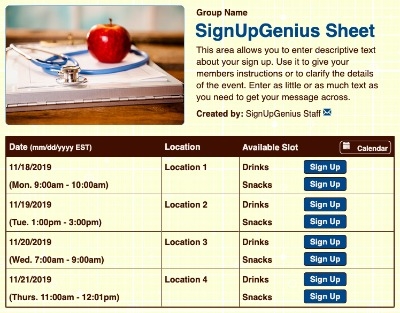 Group Name
SignUpGenius Sheet
This area allows you to enter descriptive text
about your sign up. Use it to give your
members instructions or to clarify the details
of the event. Enter as little or as much text as
you need to get your message across.
Created by: SignUpGenius Staff
Date (mm/dd/yyyy EST) Location Available Slot Calendar
11/18/2019 Location 1 Drinks Sign Up
(Mon. 9:00am - 10:00am) Snacks Sign Up
11/19/2019 Location 2 Drinks Sign Up
(Tue. 1:00pm - 3:00pm) Snacks Sign Up
11/20/2019 Location 3 Drinks Sign Up
(Wed. 7:00am - 9:00am) Snacks Sign Up
11/21/2019 Location 4 Drinks Sign Up
(Thurs. 11:00am - 12:01pm) Snacks Sign Up